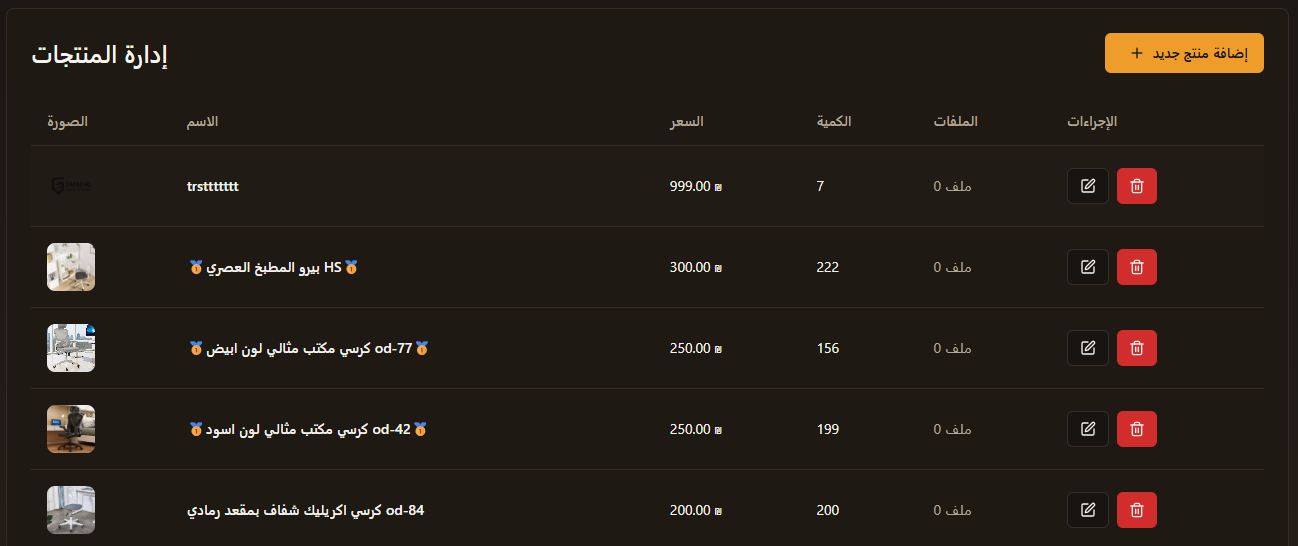 إدارة المنتجات
إضافة منتج جديد +
الصورة الاسم السعر الكمية الملفات الإجراءات
trsttttttt 999.00 ₪ 7 0 ملف
🥇HS بيرو المطبخ العصري🥇 300.00 ₪ 222 0 ملف
🥇od-77 كرسي مكتب مثالي لون ابيض🥇 250.00 ₪ 156 0 ملف
🥇od-42 كرسي مكتب مثالي لون اسود🥇 250.00 ₪ 199 0 ملف
od-84 كرسي اكريليك شفاف بمقعد رمادي 200.00 ₪ 200 0 ملف